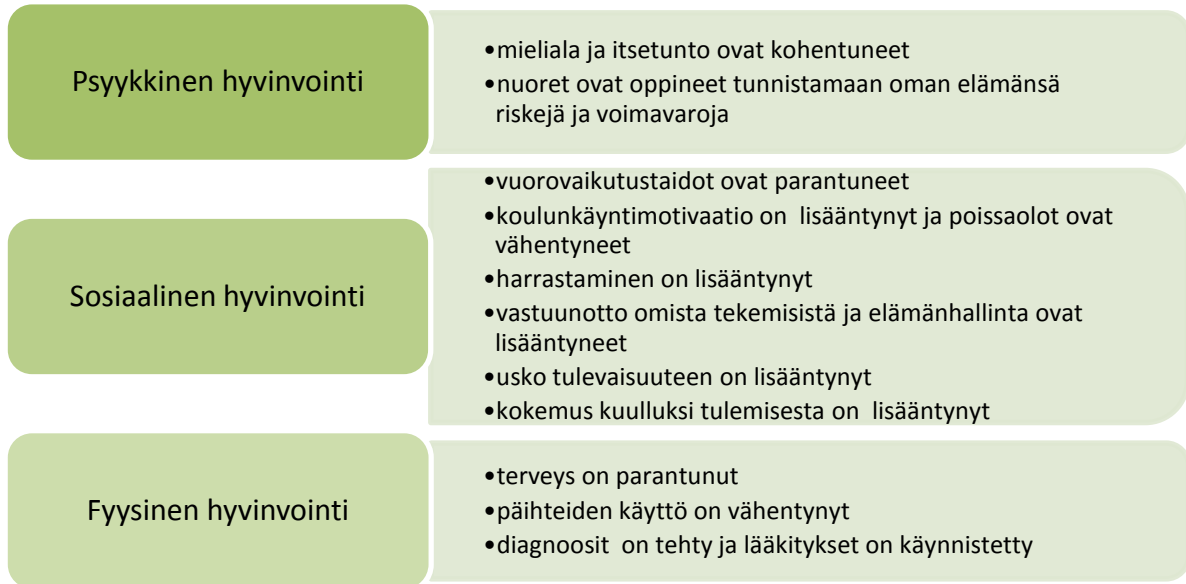 Psyykkinen hyvinvointi
•mieliala ja itsetunto ovat kohentuneet
•nuoret ovat oppineet tunnistamaan oman elämänsä
riskejä ja voimavaroja
Sosiaalinen hyvinvointi
•vuorovaikutustaidot ovat parantuneet
•koulunkäyntimotivaatio on lisääntynyt ja poissaolot ovat
vähentyneet
•harrastaminen on lisääntynyt
•vastuunotto omista tekemisistä ja elämänhallinta ovat
lisääntyneet
•usko tulevaisuuteen on lisääntynyt
•kokemus kuulluksi tulemisesta on lisääntynyt
Fyysinen hyvinvointi
•terveys on parantunut
•päihteiden käyttö on vähentynyt
•diagnoosit on tehty ja lääkitykset on käynnistetty